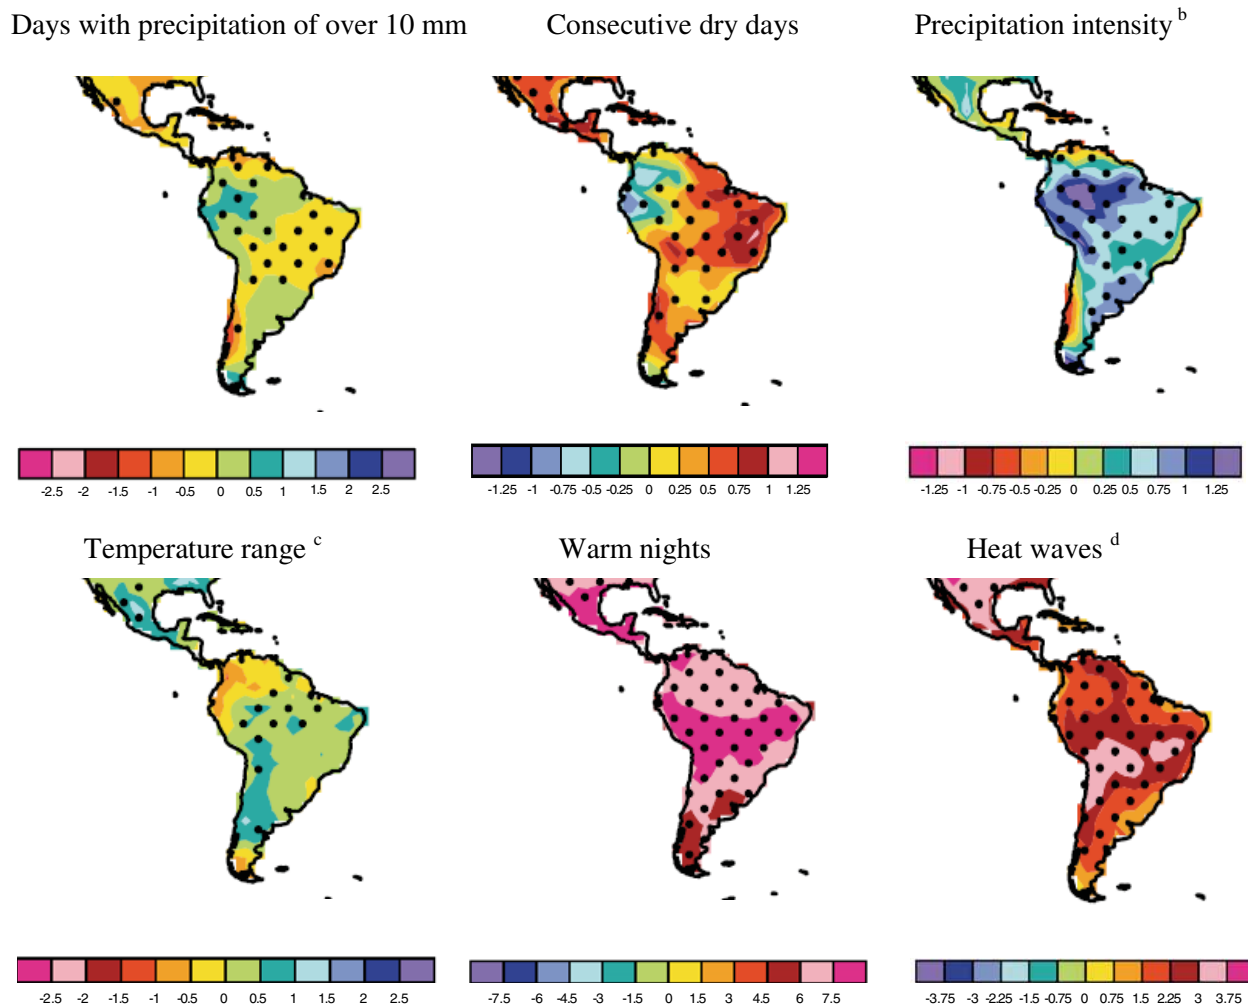 Days with precipitation of over 10 mm Consecutive dry days Precipitation intensity b
-2.5 -2 -1.5 -1 -0.5 0 0.5 1 1.5 2 2.5
-1.25 -1 -0.75 -0.5 -0.25 0 0.25 0.5 0.75 1 1.25
-1.25 -1 -0.75 -0.5 -0.25 0 0.25 0.5 0.75 1 1.25
Temperature range c Warm nights Heat waves d
-2.5 -2 -1.5 -1 -0.5 0 0.5 1 1.5 2 2.5
-7.5 -6 -4.5 -3 -1.5 0 1.5 3 4.5 6 7.5
-3.75 -3 -2.25 -1.5 -0.75 0 0.75 1.5 2.25 3 3.75